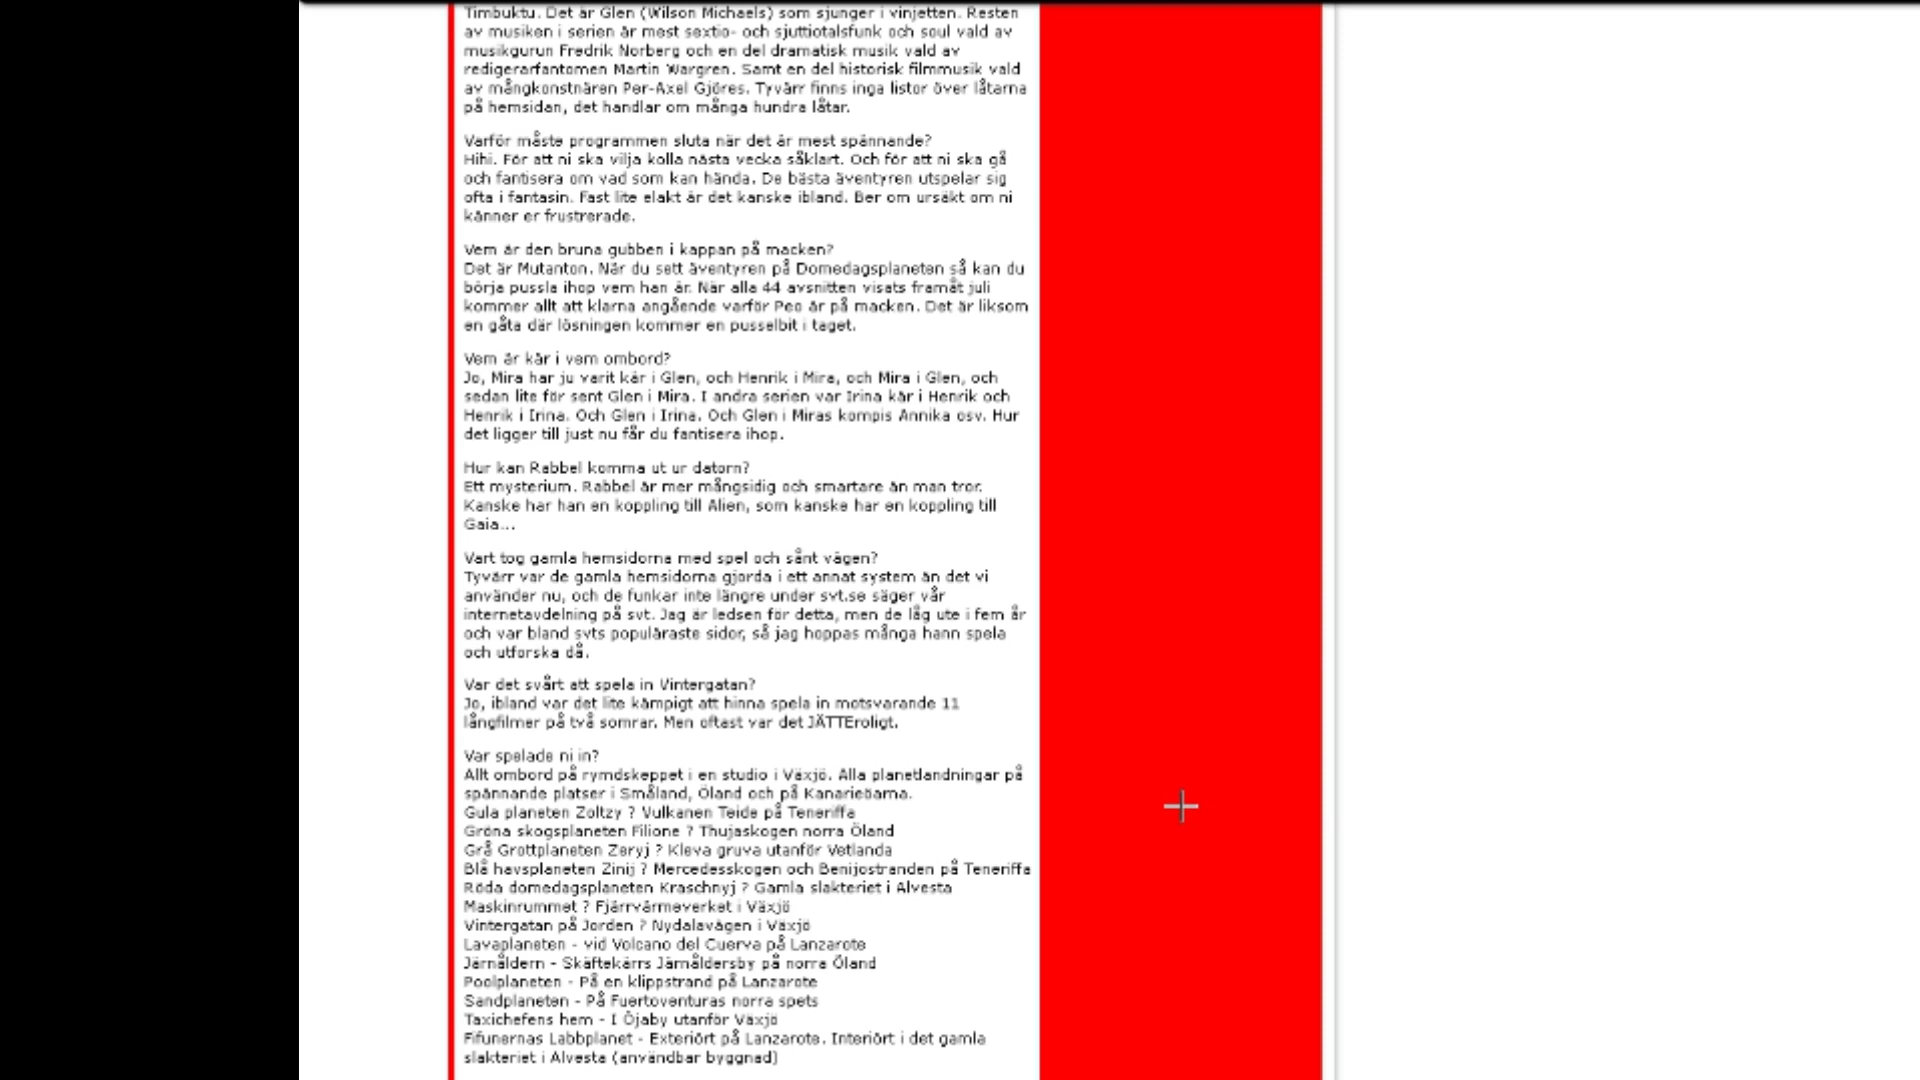 Timbuktu. Det är Glen (Wilson Michaels) som sjunger i vinjetten. Resten
av musiken i serien är mest sextio- och sjuttiotalsfunk och soul vald av
musikgurun Fredrik Norberg och en del dramatisk musik vald av
redigerarfantomen Martin Wargren. Samt en del historisk filmmusik vald
av mångkonstnären Per-Axel Gjöres. Tyvärr finns inga listor över låtarna
på hemsidan, det handlar om många hundra låtar.
Varför måste programmen sluta när det är mest spännande?
Hihi. För att ni ska vilja kolla nästa vecka såklart. Och för att ni ska gå
och fantisera om vad som kan hända. De bästa äventyren utspelar sig
ofta i fantasin. Fast lite elakt är det kanske ibland. Ber om ursäkt om ni
känner er frustrerade.
Vem är den bruna gubben i kappan på macken?
Det är Mutanton. När du sett äventyren på Domedagsplaneten så kan du
börja pussla ihop vem han är. När alla 44 avsnitten visats framåt juli
kommer allt att klarna angående varför Peo är på macken. Det är liksom
en gåta där lösningen kommer en pusselbit i taget.
Vem är kär i vem ombord?
Jo, Mira har ju varit kär i Glen, och Henrik i Mira, och Mira i Glen, och
sedan lite för sent Glen i Mira. I andra serien var Irina kär i Henrik och
Henrik i Irina. Och Glen i Irina. Och Glen i Miras kompis Annika osv. Hur
det ligger till just nu får du fantisera ihop.
Hur kan Rabbel komma ut ur datorn?
Ett mysterium. Rabbel är mer mångsidig och smartare än man tror.
Kanske har han en koppling till Alien, som kanske har en koppling till
Gaia...
Vart tog gamla hemsidorna med spel och sånt vägen?
Tyvärr var de gamla hemsidorna gjorda i ett annat system än det vi
använder nu, och de funkar inte längre under svt.se säger vår
internetavdelning på svt. Jag är ledsen för detta, men de låg ute i fem år
och var bland svts populäraste sidor, så jag hoppas många hann spela
och utforska då.
Var det svårt att spela in Vintergatan?
Jo, ibland var det lite kämpigt att hinna spela in motsvarande 11
långfilmer på två somrar. Men oftast var det JÄTTEroligt.
Var spelade ni in?
Allt ombord på rymdskeppet i en studio i Växjö. Alla planetlandningar på
spännande platser i Småland, Öland och på Kanarieöarna.
Gula planeten Zoltzy ? Vulkanen Teide på Teneriffa
Gröna skogsplaneten Filione ? Thujaskogen norra Öland
Grå Grottplaneten Zeryj ? Kleva gruva utanför Vetlanda
Blå havsplaneten Zinij ? Mercedesskogen och Benijostranden på Teneriffa
Röda domedagsplaneten Kraschnyj ? Gamla slakteriet i Alvesta
Maskinrummet ? Fjärrvärmeverket i Växjö
Vintergatan på Jorden ? Nydalavägen i Växjö
Lavaplaneten - vid Volcano del Cuerva på Lanzarote
Järnåldern - Skäftekärrs Järnåldersby på norra Öland
Poolplaneten - På en klippstrand på Lanzarote
Sandplaneten - På Fuertoventuras norra spets
Taxichefens hem - I Öjaby utanför Växjö
Fifunernas Labbplanet - Exteriört på Lanzarote. Interiört i det gamla
slakteriet i Alvesta (användbar byggnad)